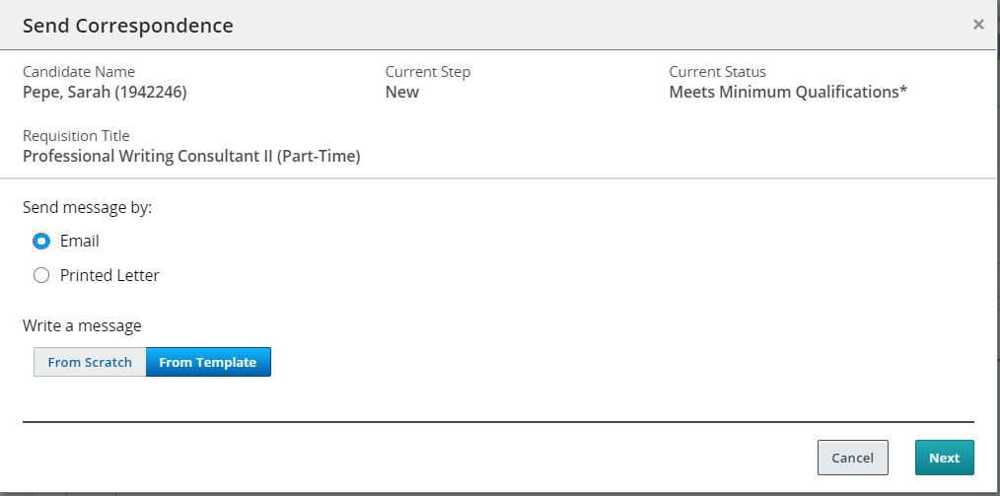 Send Correspondence ×
Candidate Name Current Step Current Status
Pepe, Sarah (1942246) New Meets Minimum Qualifications*
Requisition Title
Professional Writing Consultant II (Part-Time)
Send message by:
Email
Printed Letter
Write a message
From Scratch From Template
Cancel Next